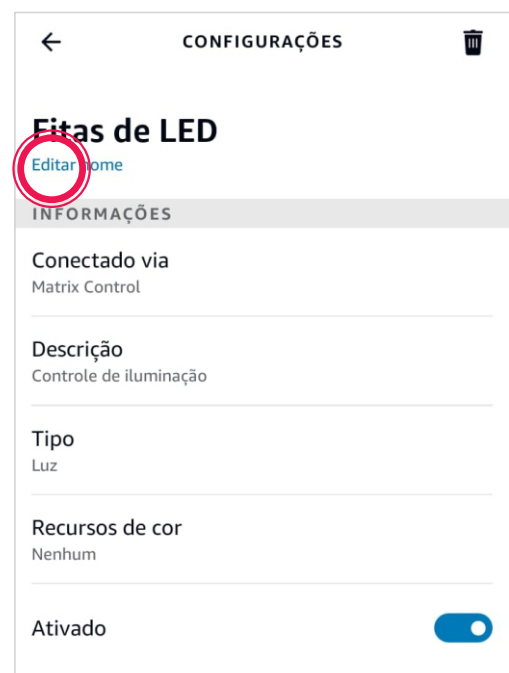 CONFIGURAÇÕES
Fitas de LED
Editar nome
INFORMAÇÕES
Conectado via
Matrix Control
Descrição
Controle de iluminação
Tipo
Luz
Recursos de cor
Nenhum
Ativado